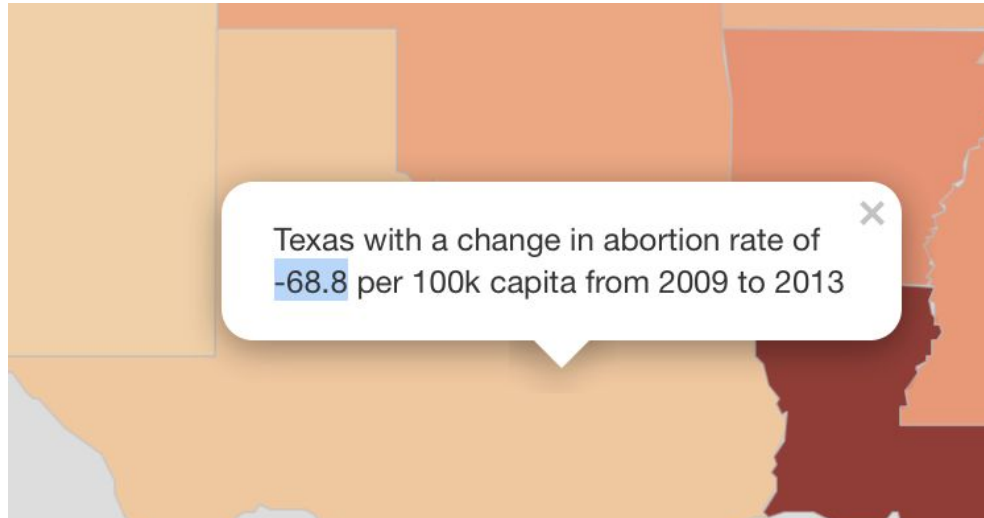 Texas with a change in abortion rate of
-68.8 per 100k capita from 2009 to 2013